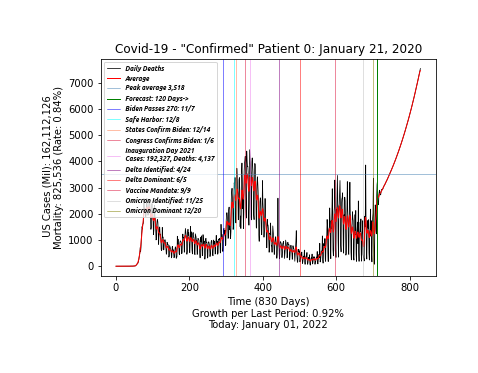 Covid-19 - "Confirmed" Patient 0: January 21, 2020
US Cases (Mil): 162,112,126
Mortality: 825,536 (Rate: 0.84%)
7000
6000
5000
4000
3000
2000
1000
0
Daily Deaths
Average
Peak average 3,518
Forecast: 120 Days->
Biden Passes 270: 11/7
Safe Harbor: 12/8
States Confirm Biden: 12/14
Congress Confirms Biden: 1/6
Inauguration Day 2021
Cases: 192,327, Deaths: 4,137
Delta Identified: 4/24
Delta Dominant: 6/5
Vaccine Mandate: 9/9
Omicron Identified: 11/25
Omicron Dominant 12/20
0 200 400 600 800
Time (830 Days)
Growth per Last Period: 0.92%
Today: January 01, 2022